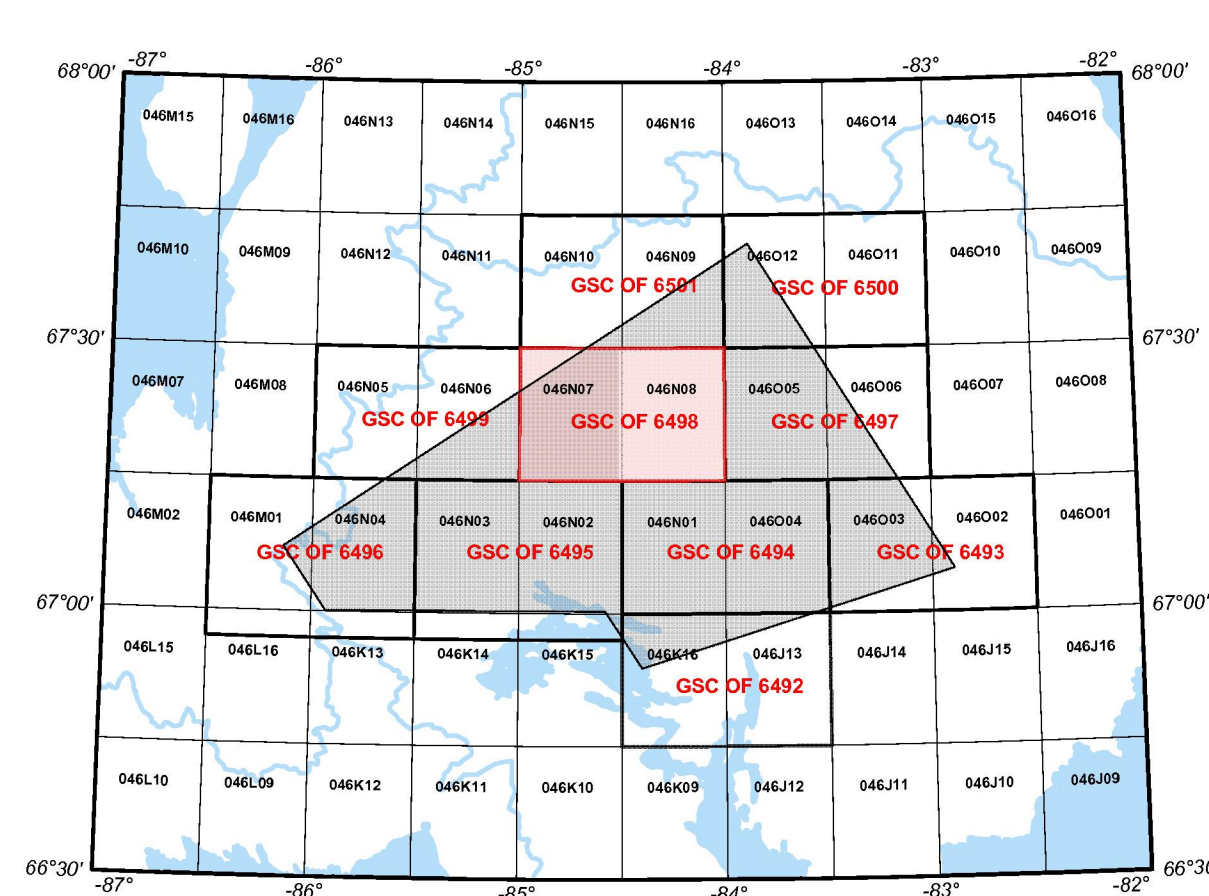 -87° -86° -85° -84° -83° -82°
68°00' 68°00'
046M15 046M16 046N13 046N14 046N15 046N16 046O13 046O14 046O15 046O16
046M10 046M09 046N12 046N11 046N10 046N09 046O12 046O11 046O10 046O09
GSC OF 6501 GSC OF 6500
67°30' 67°30'
046M07 046M08 046N05 046N06 046N07 046N08 046O05 046O06 046O07 046O08
GSC OF 6499 GSC OF 6498 GSC OF 6497
046M02 046M01 046N04 046N03 046N02 046N01 046O04 046O03 046O02 046O01
GSC OF 6496 GSC OF 6495 GSC OF 6494 GSC OF 6493
67°00' 67°00'
046L15 046L16 046K13 046K14 046K15 046K16 046J13 046J14 046J15 046J16
GSC OF 6492
046L10 046L09 046K12 046K11 046K10 046K09 046J12 046J11 046J10 046J09
66°30'
-87° -86° -85° -84° -83° -82°